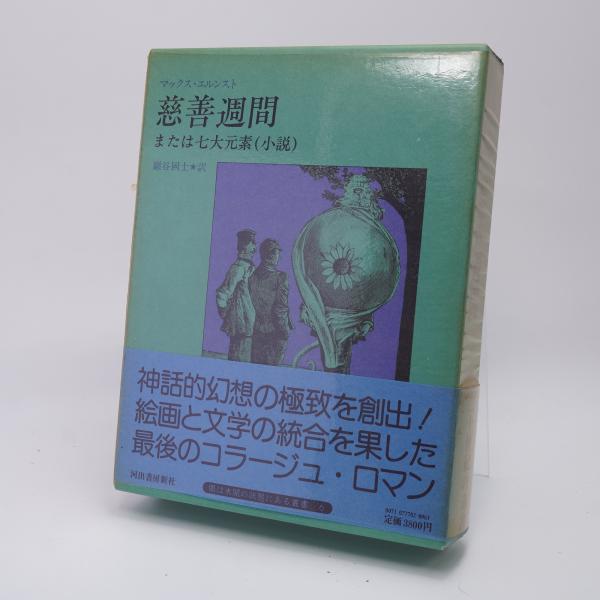 マックス・エルンスト
慈善週間
または七大元素(小説)
巖谷國士★訳
神話的幻想の極致を創出!
絵画と文学の統合を果した
最後のコラージュ・ロマン
河出書房新社
定価3800円